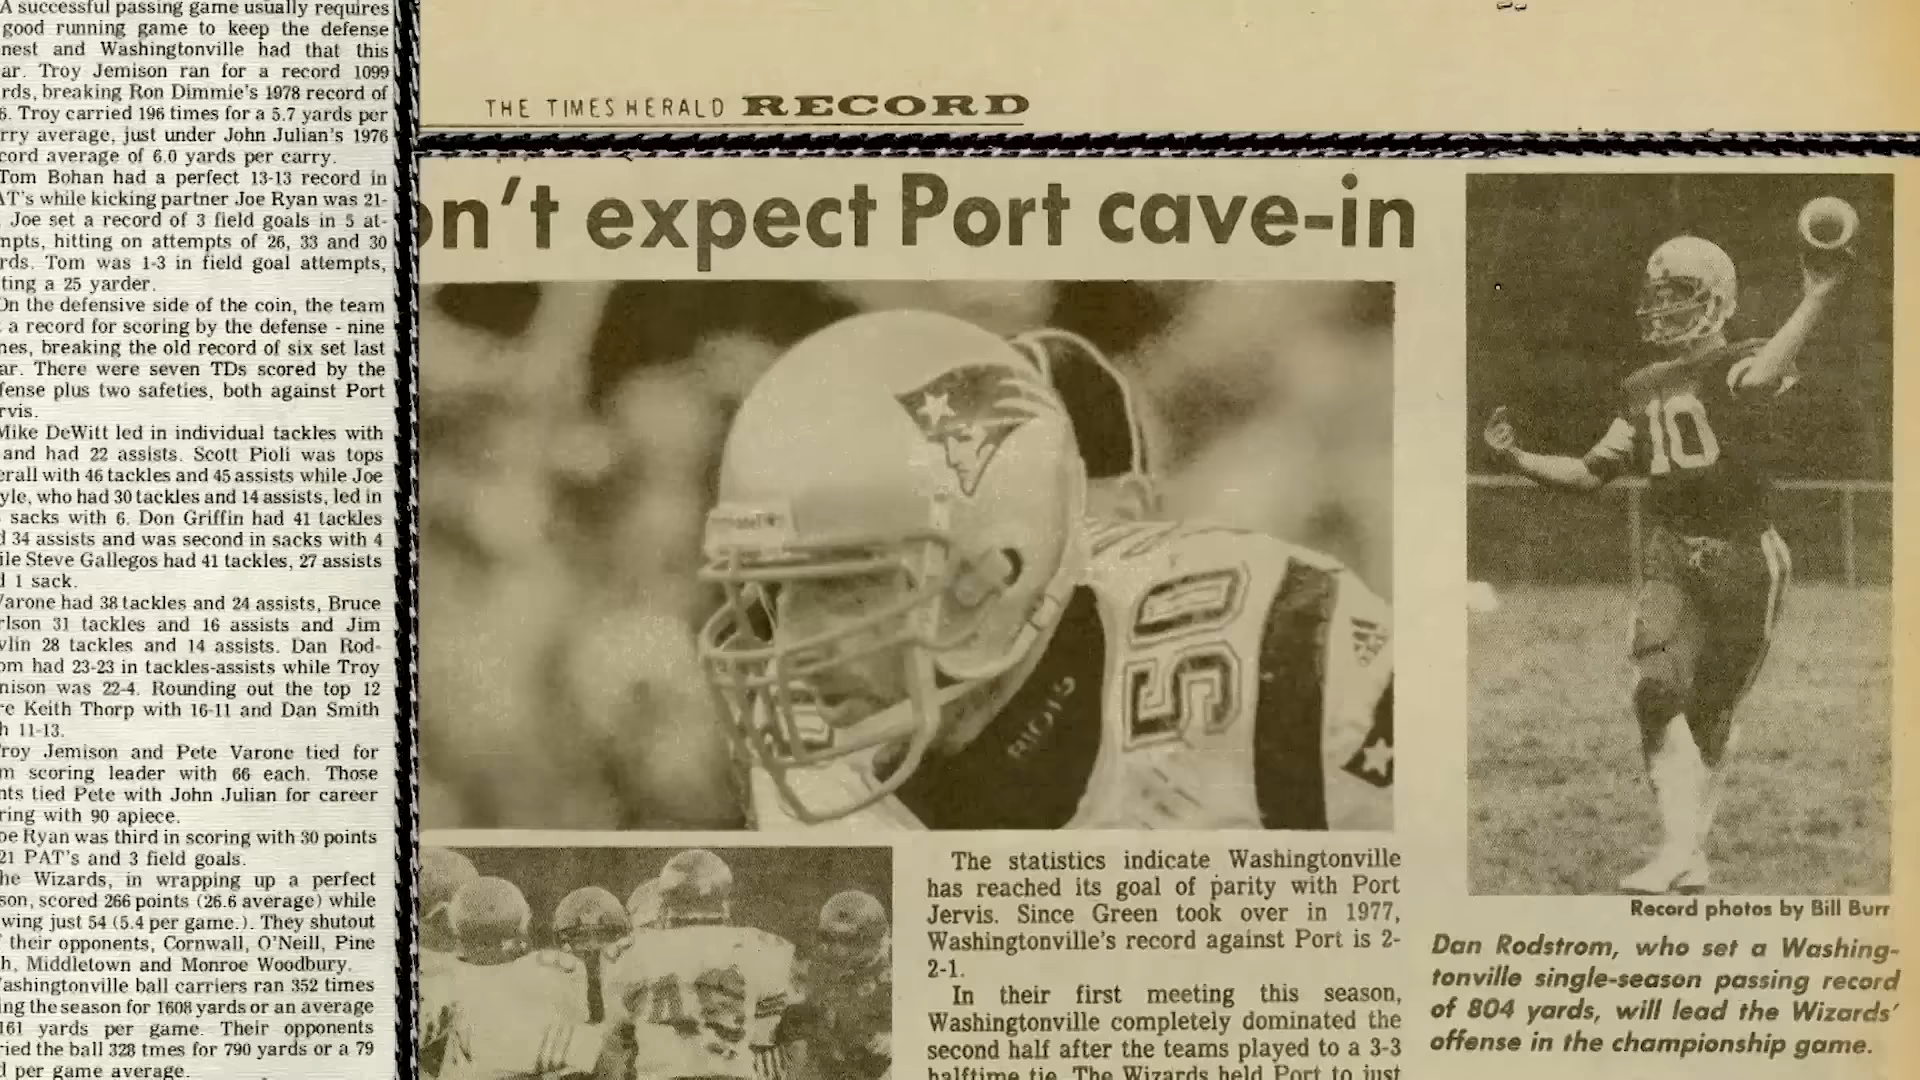 A successful passing game usually requires
good running game to keep the defense
nest and Washingtonville had that this
ar. Troy Jemison ran for a record 1099
rds, breaking Ron Dimmie's 1978 record of
6. Troy carried 196 times for a 5.7 yards per
rry average, just under John Julian's 1976
cord average of 6.0 yards per carry.
Tom Bohan had a perfect 13-13 record in
AT's while kicking partner Joe Ryan was 21-
Joe set a record of 3 field goals in 5 at-
mpts, hitting on attempts of 26, 33 and 30
rds. Tom was 1-3 in field goal attempts,
ting a 25 yarder.
On the defensive side of the coin, the team
a record for scoring by the defense - nine
nes, breaking the old record of six set last
ar. There were seven TDs scored by the
fense plus two safeties, both against Port
rvis.
Mike DeWitt led in individual tackles with
and had 22 assists. Scott Pioli was tops
erall with 46 tackles and 45 assists while Joe
yle, who had 30 tackles and 14 assists, led in
sacks with 6. Don Griffin had 41 tackles
d 34 assists and was second in sacks with 4
ile Steve Gallegos had 41 tackles, 27 assists
d 1 sack.
Varone had 38 tackles and 24 assists, Bruce
rlson 31 tackles and 16 assists and Jim
vlin 28 tackles and 14 assists. Dan Rod-
om had 23-23 in tackles-assists while Troy
nison was 22-4. Rounding out the top 12
re Keith Thorp with 16-11 and Dan Smith
h 11-13.
roy Jemison and Pete Varone tied for
m scoring leader with 66 each. Those
nts tied Pete with John Julian for career
ring with 90 apiece.
oe Ryan was third in scoring with 30 points
21 PAT's and 3 field goals.
he Wizards, in wrapping up a perfect
son, scored 266 points (26.6 average) while
wing just 54 (5.4 per game.). They shutout
their opponents, Cornwall, O'Neill, Pine
h, Middletown and Monroe Woodbury.
ashingtonville ball carriers ran 352 times
ing the season for 1608 yards or an average
161 yards per game. Their opponents
ried the ball 328 tmes for 790 yards or a 79
d per game average.
THE TIMES HERALD RECORD
on't expect Port cave-in
50
10
The statistics indicate Washingtonville
has reached its goal of parity with Port
Jervis. Since Green took over in 1977,
Washingtonville's record against Port is 2-
2-1.
In their first meeting this season,
Washingtonville completely dominated the
second half after the teams played to a 3-3
halftime tie. The Wizards held Port to just
Record photos by Bill Burr
Dan Rodstrom, who set a Washing-
tonville single-season passing record
of 804 yards, will lead the Wizards'
offense in the championship game.